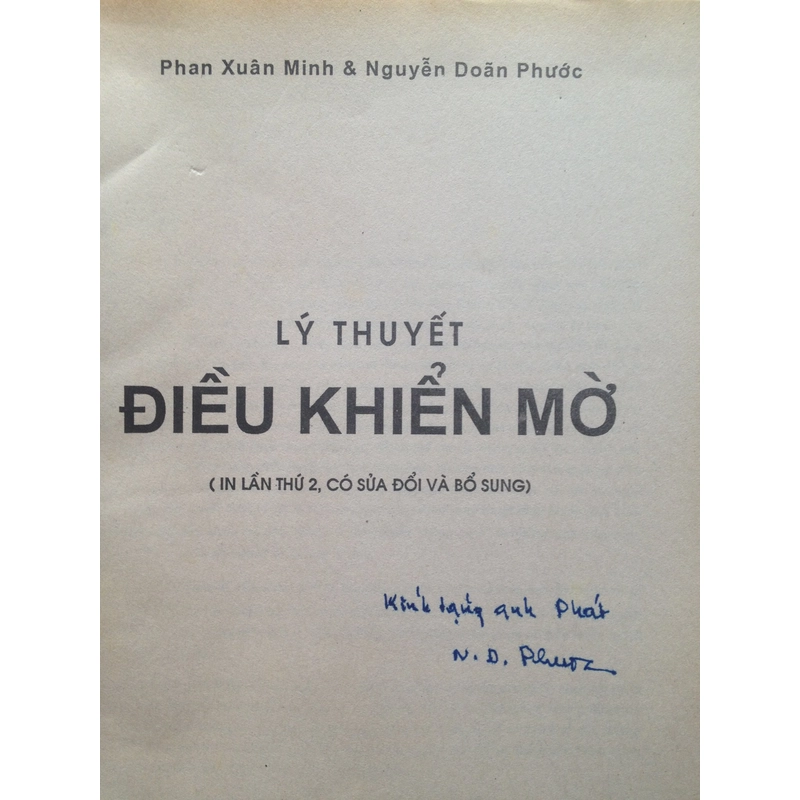 Phan Xuân Minh & Nguyễn Doãn Phước
LÝ THUYẾT
ĐIỀU KHIỂN MỜ
( IN LẦN THỨ 2, CÓ SỬA ĐỔI VÀ BỔ SUNG)
Kính tặng anh Phát
N. D. Phước